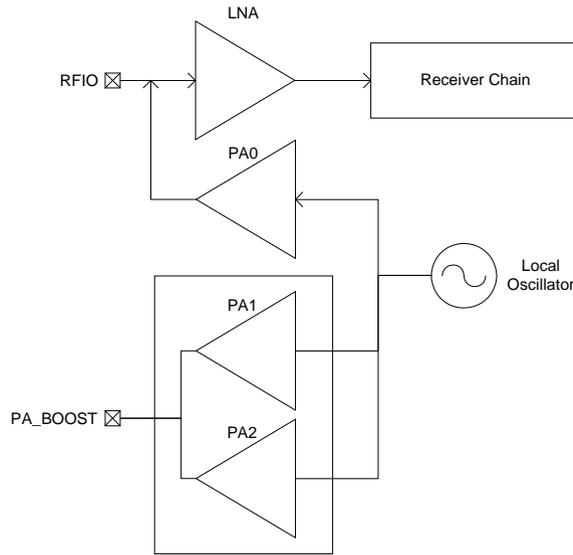 LNA
RFIO
Receiver Chain
PA0
Local
Oscillator
PA1
PA_BOOST
PA2